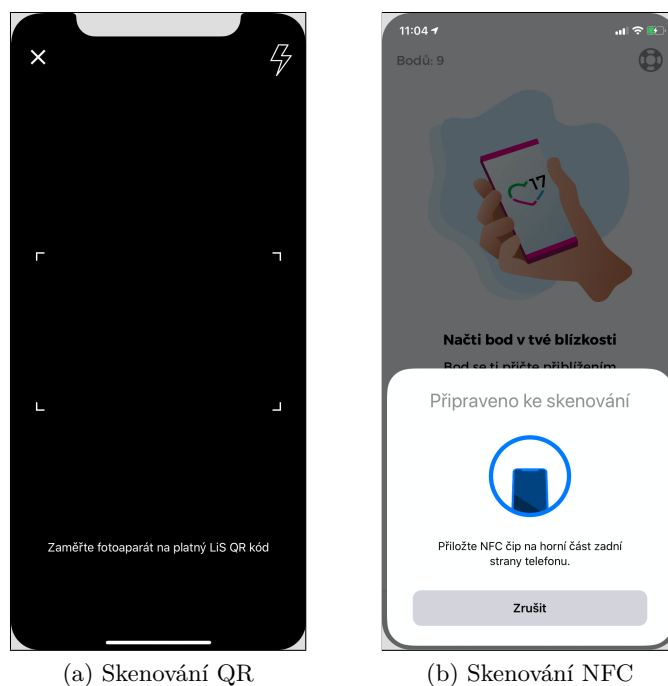 Zaměřte fotoaparát na platný LiS QR kód
(a) Skenování QR
11:04
Bodů: 9
17
Načti bod v tvé blízkosti
Bod se ti přičte přiblížením
Připraveno ke skenování
Přiložte NFC čip na horní část zadní
strany telefonu.
Zrušit
(b) Skenování NFC